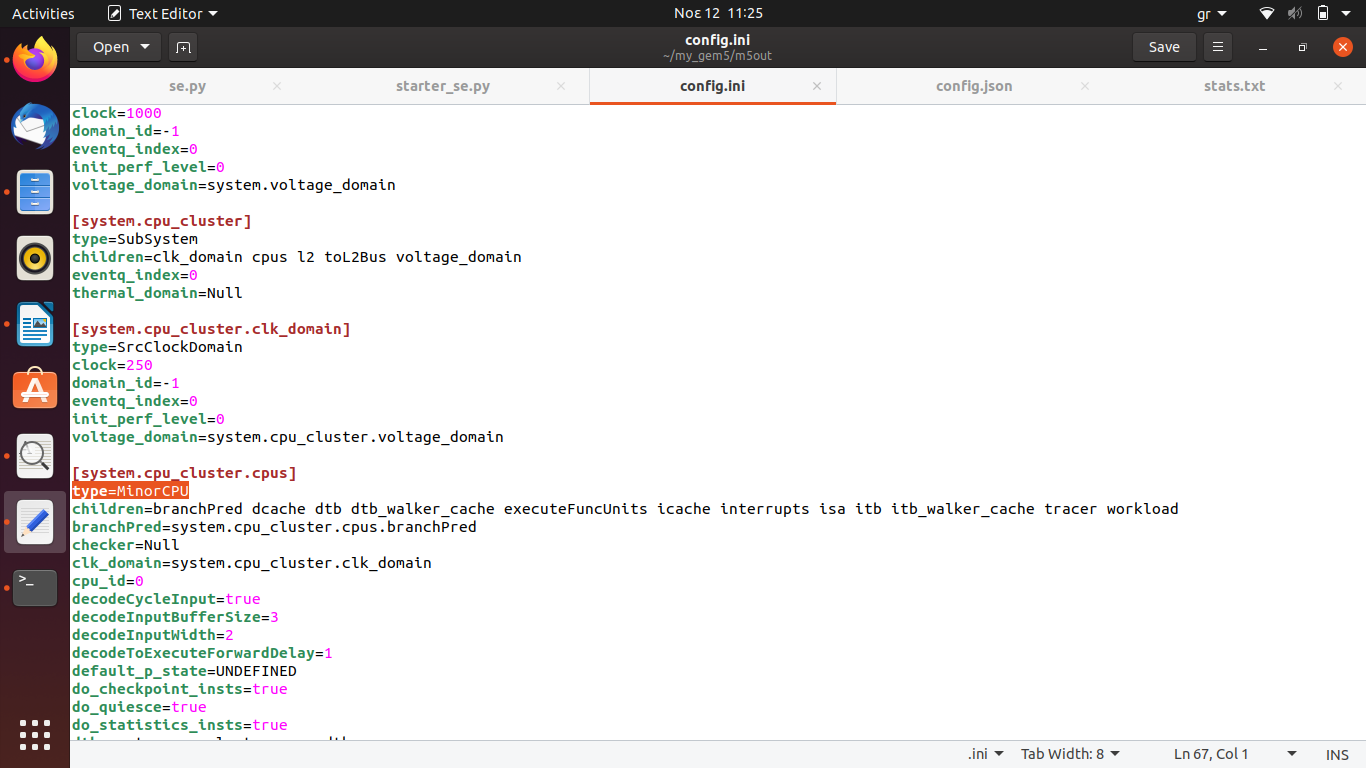 Activities Text Editor Νοε 12 11:25 gr
Open config.ini Save
~/my_gem5/m5out
se.py starter_se.py config.ini config.json stats.txt
clock=1000
domain_id=-1
eventq_index=0
init_perf_level=0
voltage_domain=system.voltage_domain
[system.cpu_cluster]
type=SubSystem
children=clk_domain cpus l2 toL2Bus voltage_domain
eventq_index=0
thermal_domain=Null
[system.cpu_cluster.clk_domain]
type=SrcClockDomain
clock=250
domain_id=-1
eventq_index=0
init_perf_level=0
voltage_domain=system.cpu_cluster.voltage_domain
[system.cpu_cluster.cpus]
type=MinorCPU
children=branchPred dcache dtb dtb_walker_cache executeFuncUnits icache interrupts isa itb itb_walker_cache tracer workload
branchPred=system.cpu_cluster.cpus.branchPred
checker=Null
clk_domain=system.cpu_cluster.clk_domain
cpu_id=0
decodeCycleInput=true
decodeInputBufferSize=3
decodeInputWidth=2
decodeToExecuteForwardDelay=1
default_p_state=UNDEFINED
do_checkpoint_insts=true
do_quiesce=true
do_statistics_insts=true
.ini Tab Width: 8 Ln 67, Col 1 INS